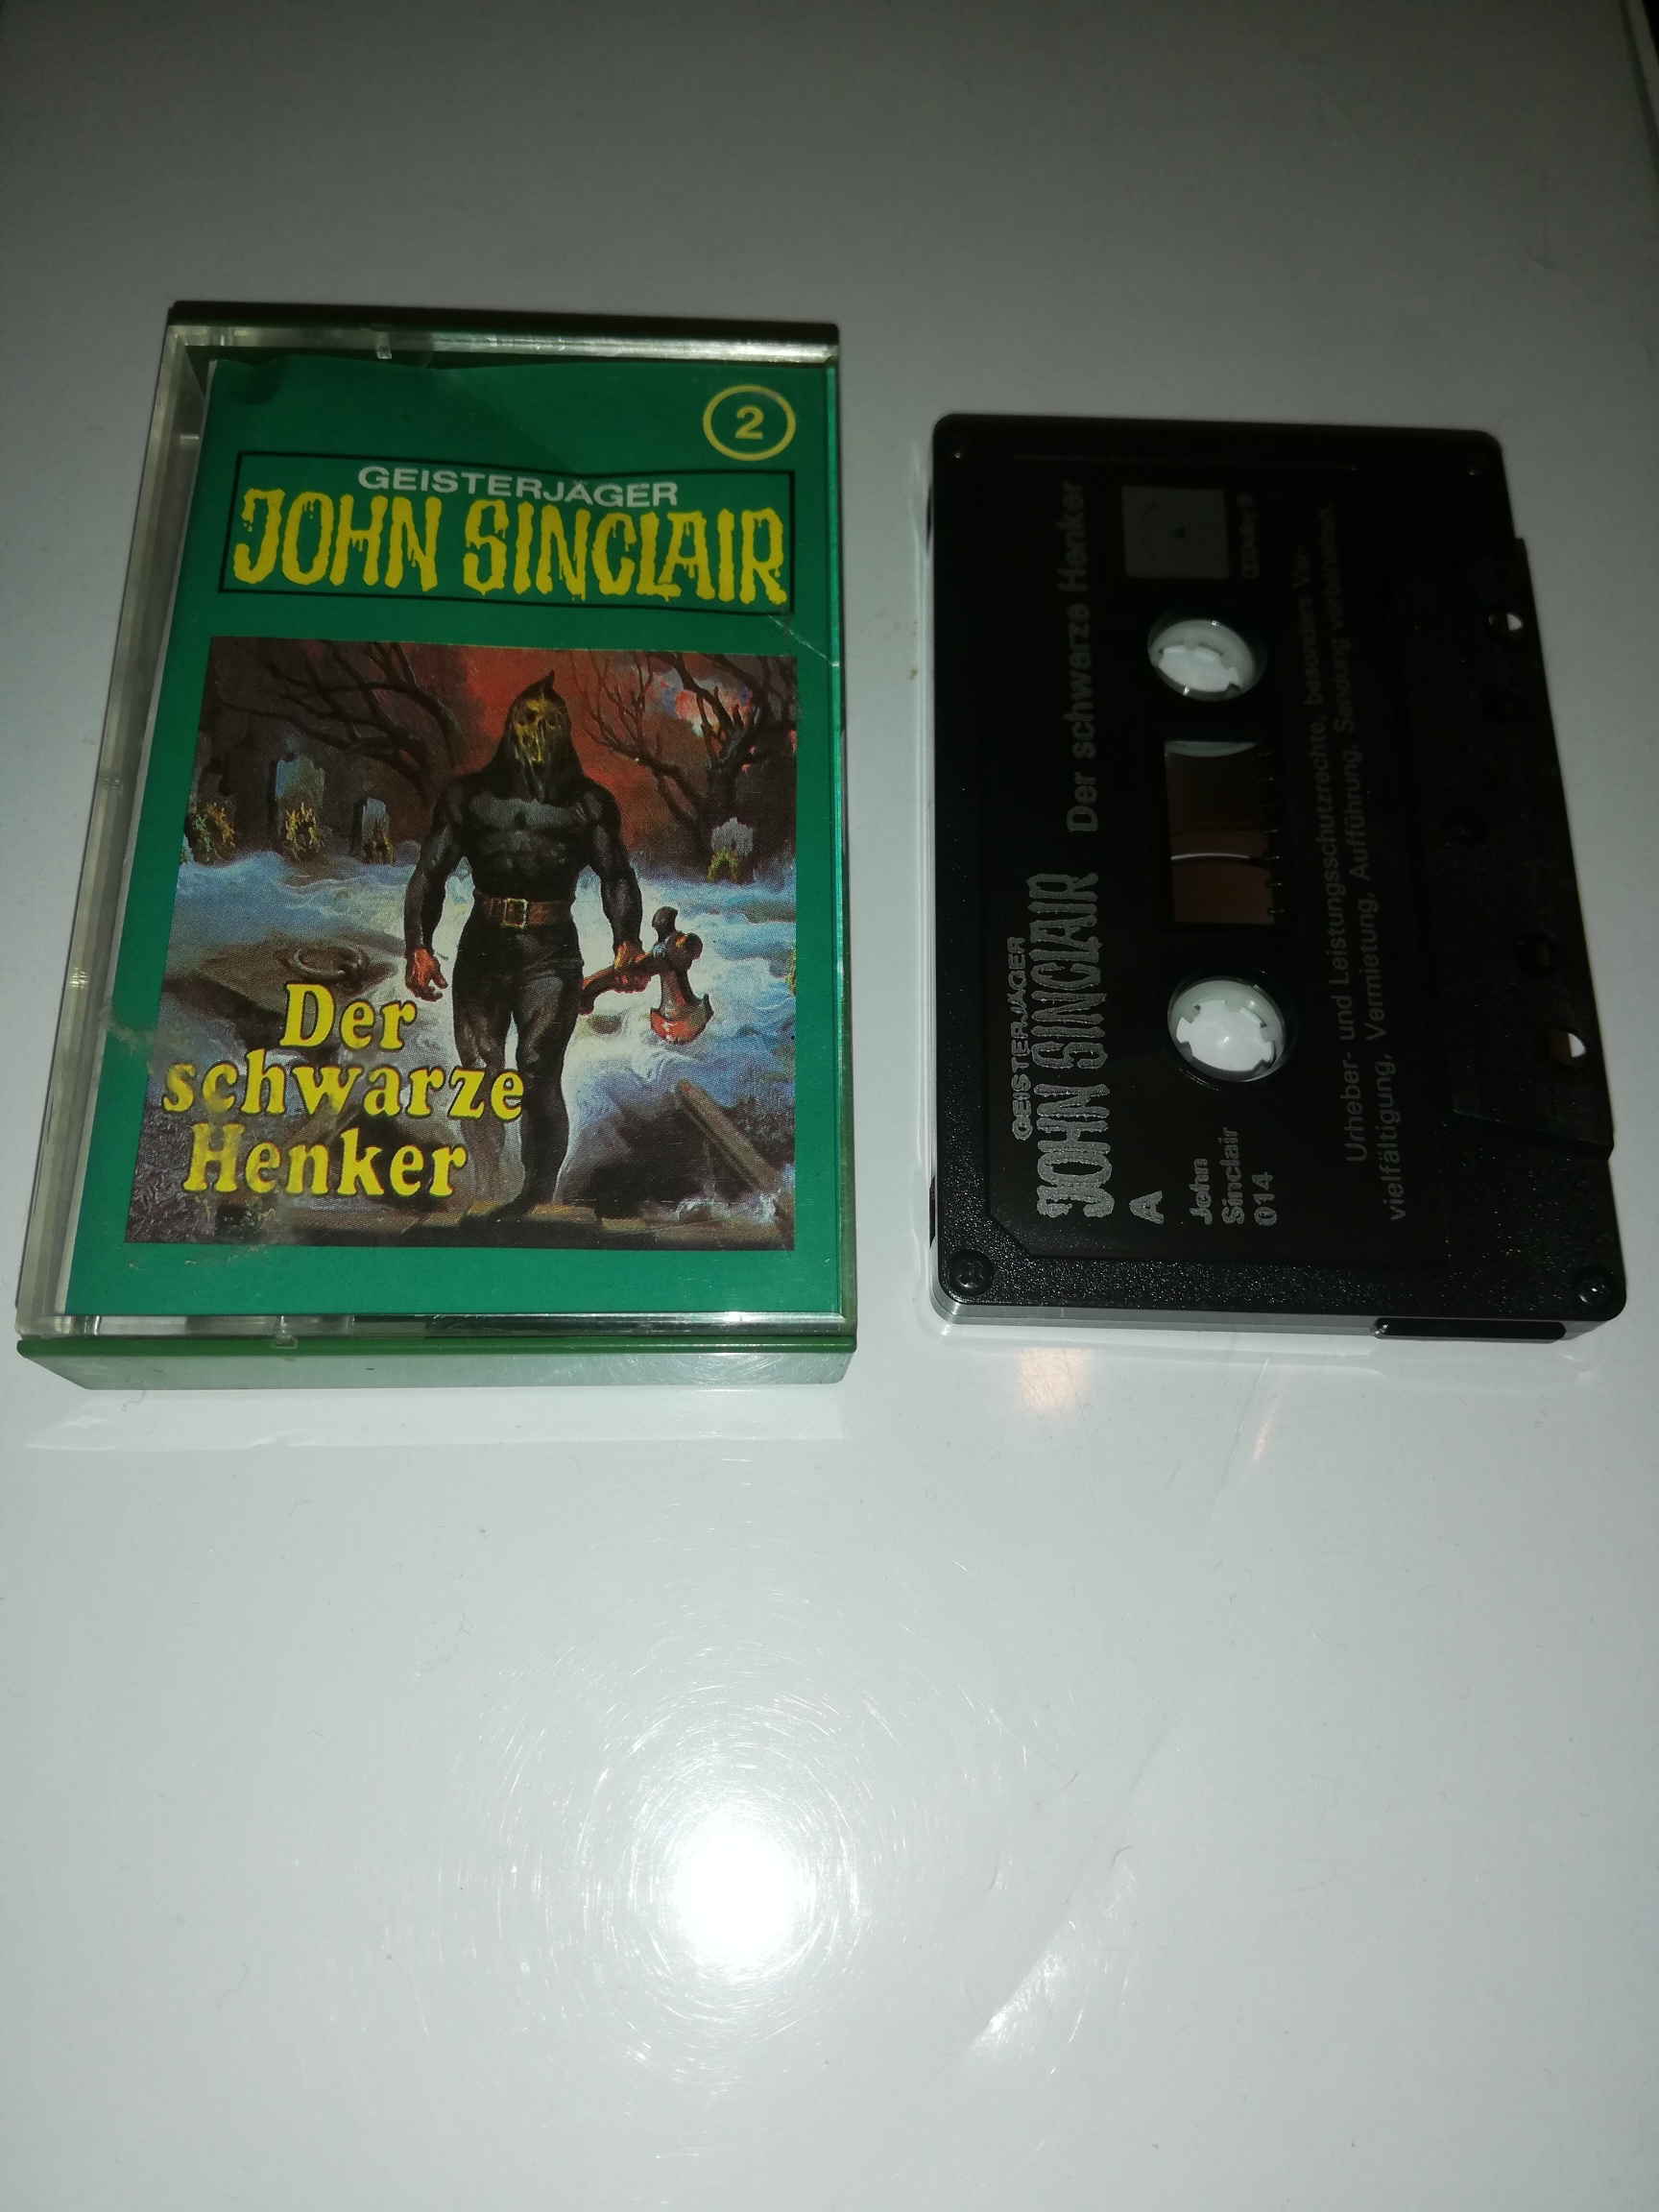 2
GEISTERJÄGER
JOHN SINCLAIR
Der
schwarze
Henker
GEISTERJÄGER
JOHN SINCLAIR Der schwarze Henker
A
John
Sinclair
014
Urheber- und Leistungsschutzrechte, besonders Ver-
vielfältigung, Vermietung, Aufführung, Sendung vorbehalten.